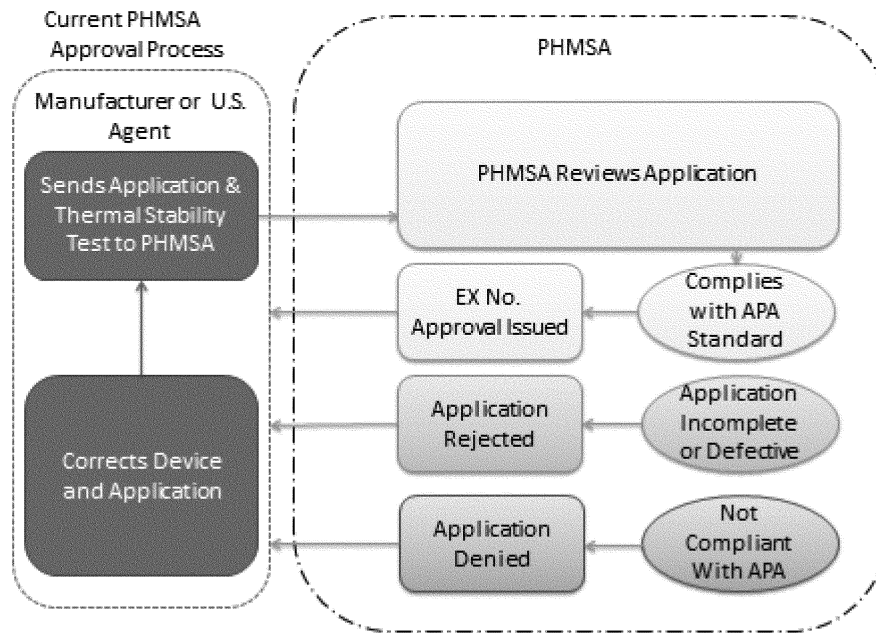 Current PHMSA
Approval Process
Manufacturer or U.S.
Agent
Sends Application &
Thermal Stability
Test to PHMSA
Corrects Device
and Application
PHMSA
PHMSA Reviews Application
EX No.
Approval Issued
Complies
with APA
Standard
Application
Rejected
Application
Incomplete
or Defective
Application
Denied
Not
Compliant
With APA